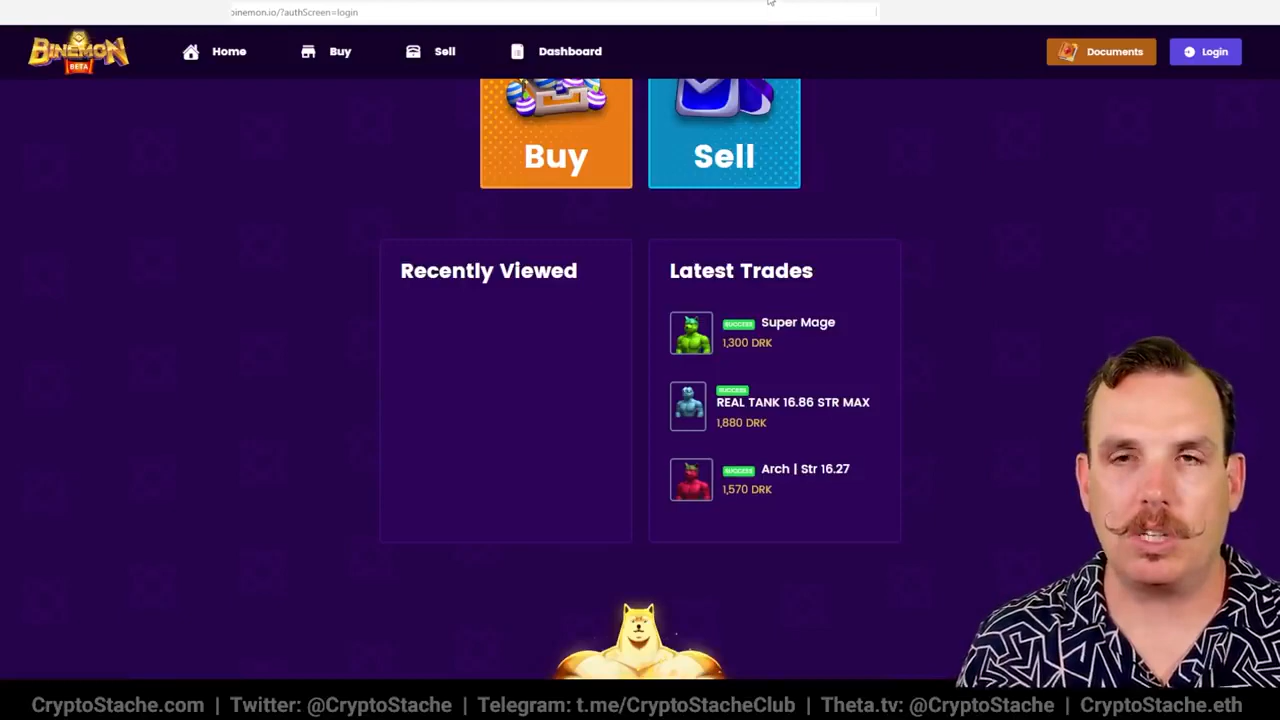 binemon.io/?authScreen=login
BINEMON
BETA
Home
Buy
Sell
Dashboard
Documents
Login
Buy
Sell
Recently Viewed
Latest Trades
SUCCESS Super Mage
1,300 DRK
SUCCESS
REAL TANK 16.86 STR MAX
1,880 DRK
SUCCESS Arch | Str 16.27
1,570 DRK
CryptoStache.com | Twitter: @CryptoStache | Telegram: t.me/CryptoStacheClub | Theta.tv: @CryptoStache | CryptoStache.eth